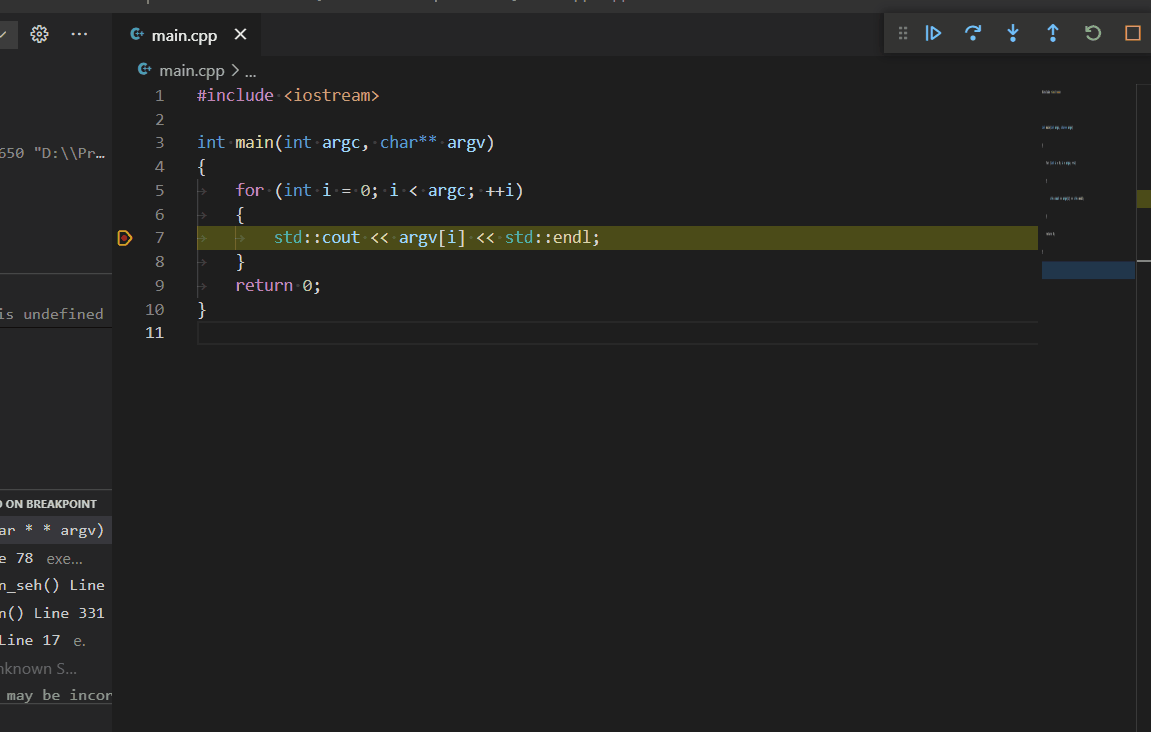 main.cpp
main.cpp > ...
1 #include <iostream>
2
3 int main(int argc, char** argv)
4 {
5 for (int i = 0; i < argc; ++i)
6 {
7 std::cout << argv[i] << std::endl;
8 }
9 return 0;
10 }
11
650 "D:\\Pr…
is undefined
ON BREAKPOINT
ar * * argv)
e 78 exe...
n_seh() Line
n() Line 331
Line 17 e.
nknown S...
may be incor